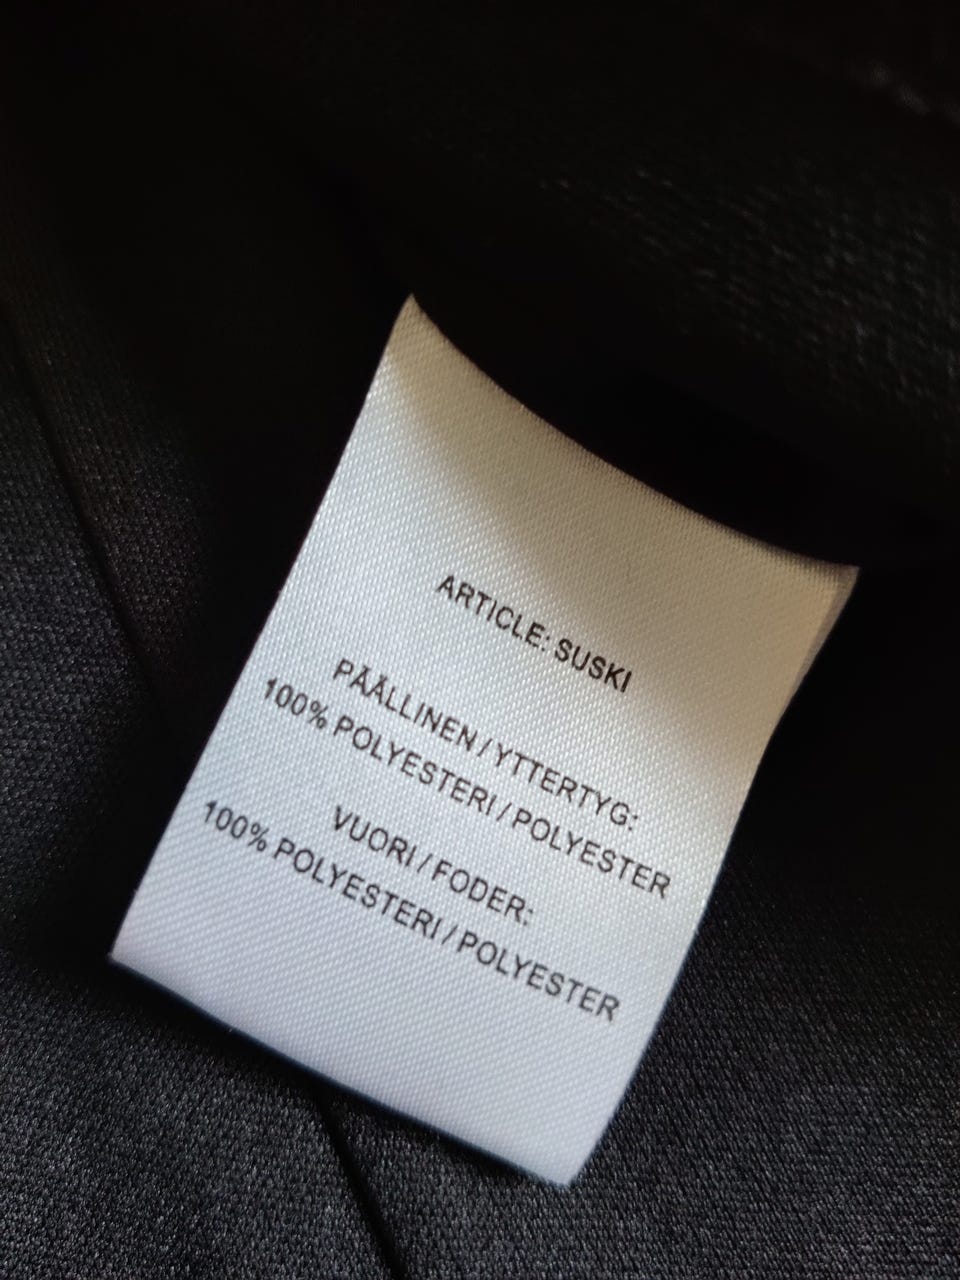 ARTICLE: SUSKI
PÄÄLLINEN / YTTERTYG:
100% POLYESTERI / POLYESTER
VUORI / FODER:
100% POLYESTERI / POLYESTER